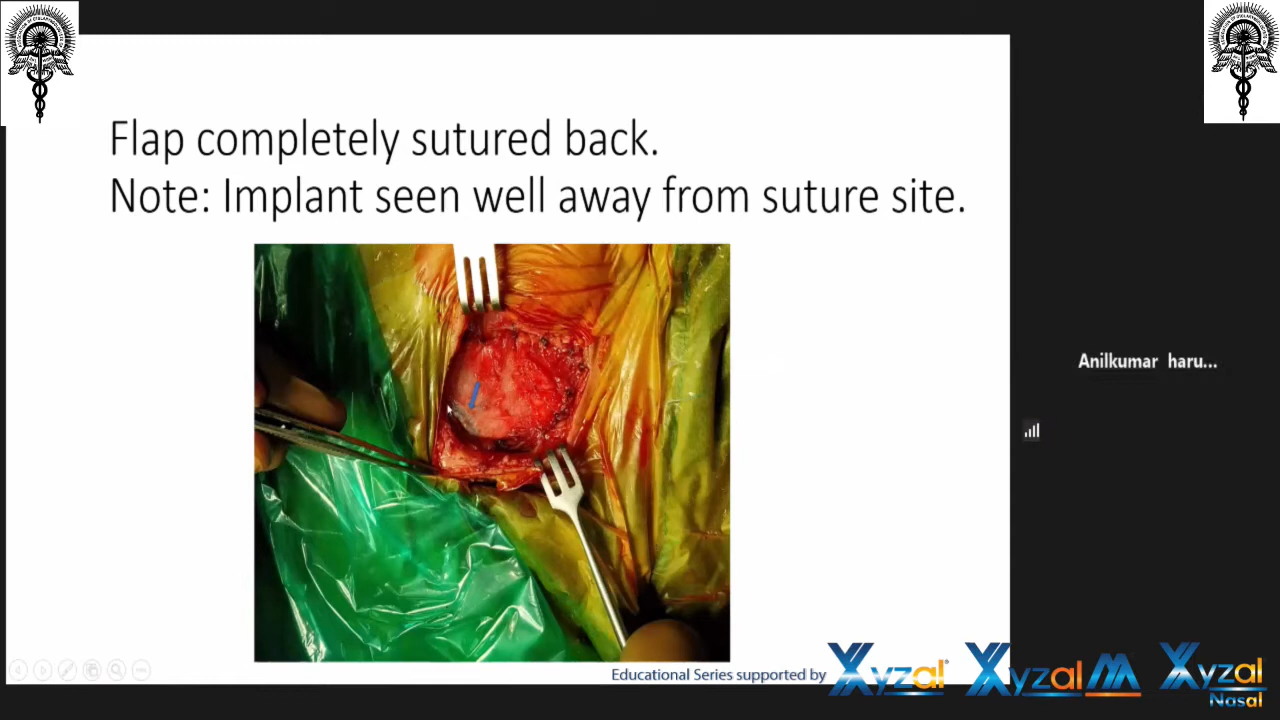 Flap completely sutured back.
Note: Implant seen well away from suture site.
Anilkumar haru...
Educational Series supported by
Xyzal
Xyzal M
Xyzal
Nasal